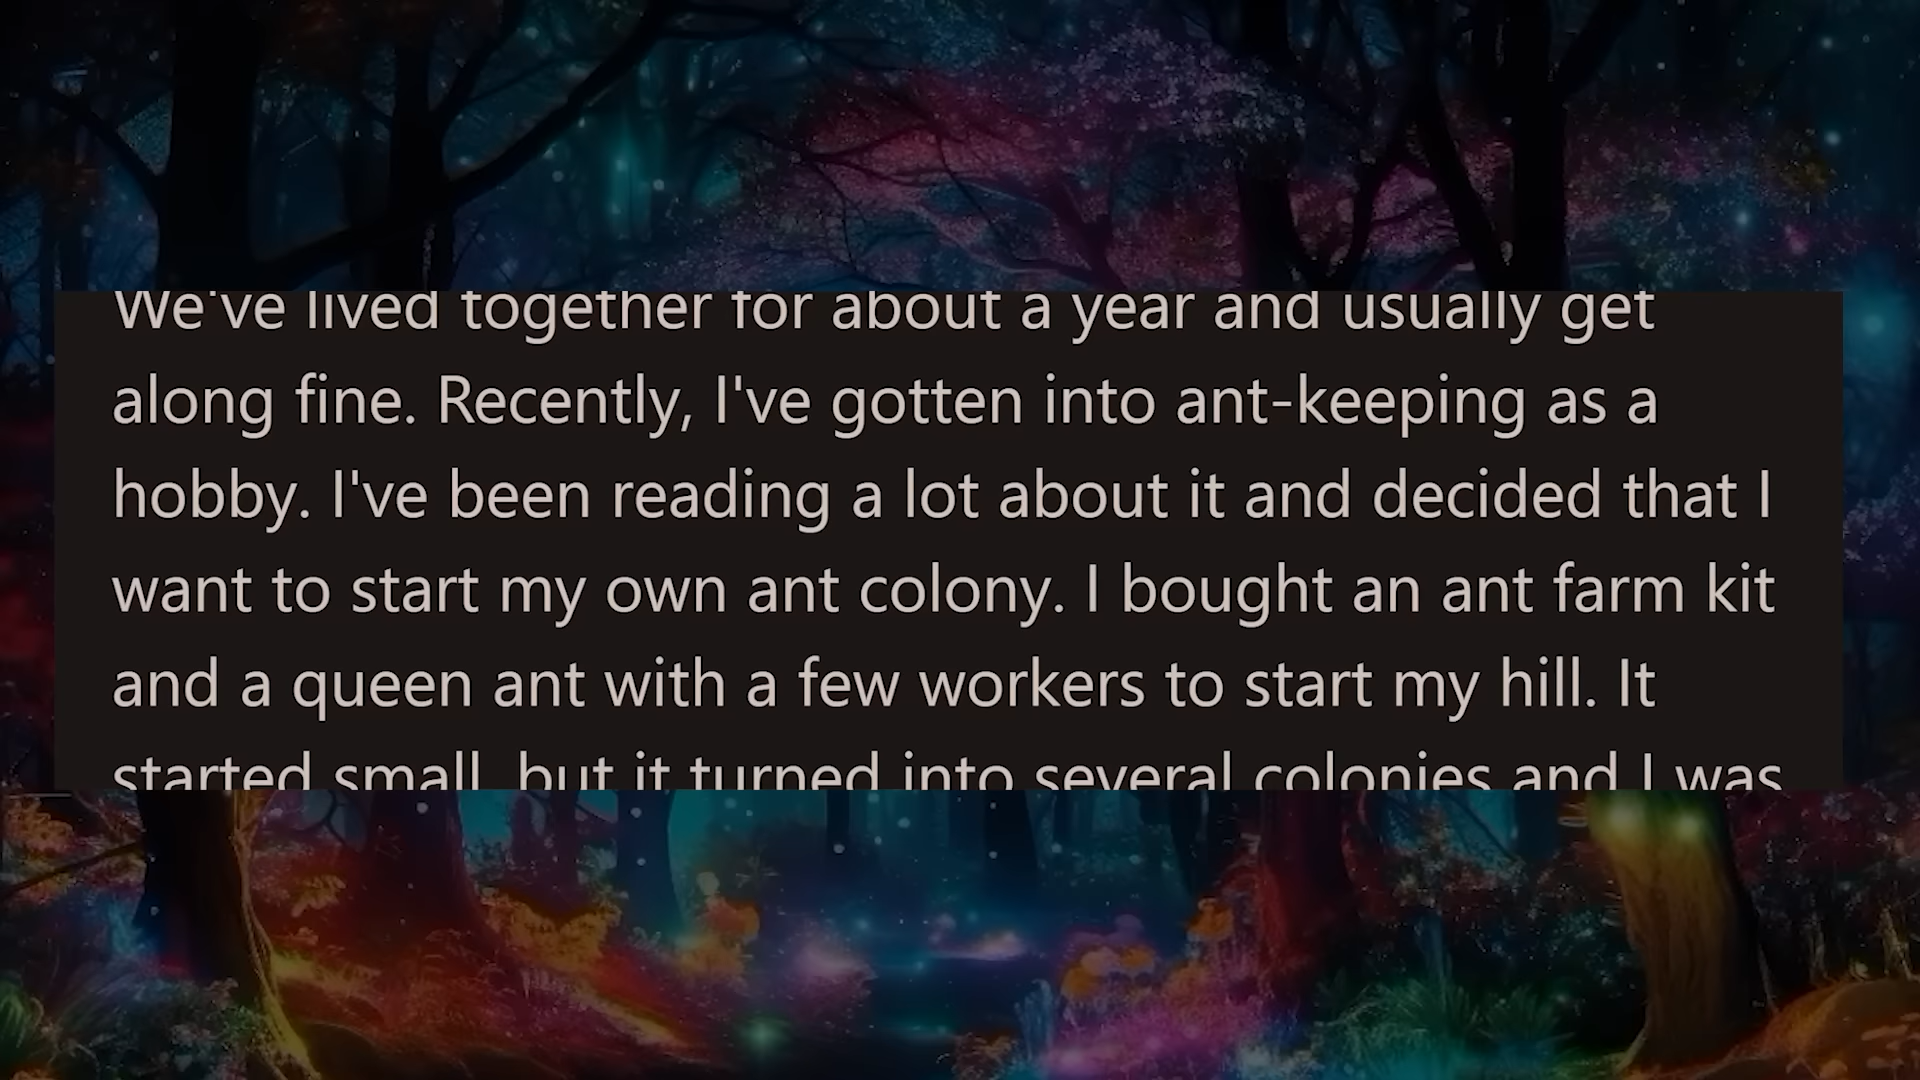 We've lived together for about a year and usually get
along fine. Recently, I've gotten into ant-keeping as a
hobby. I've been reading a lot about it and decided that I
want to start my own ant colony. I bought an ant farm kit
and a queen ant with a few workers to start my hill. It
started small, but it turned into several colonies and I was